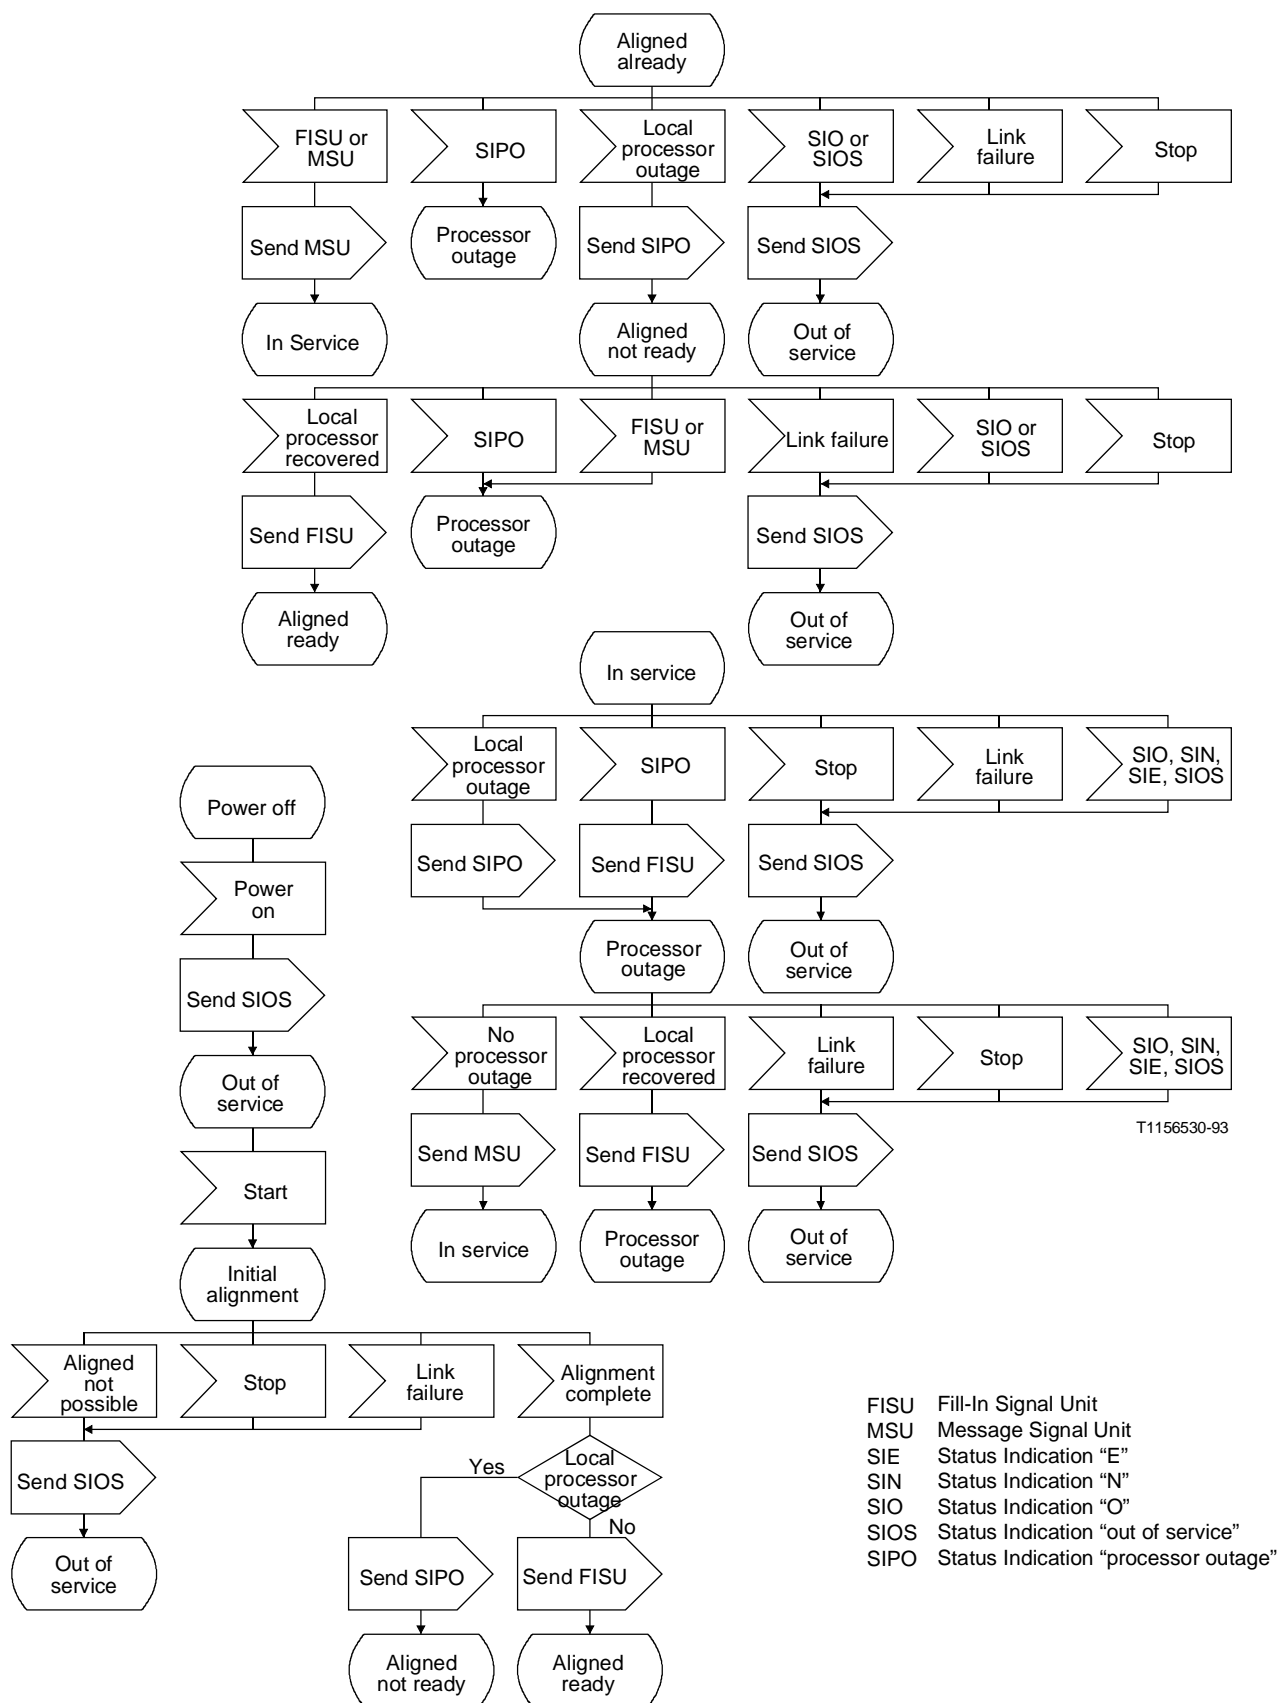 Aligned
already
FISU or
MSU
SIPO
Local
processor
outage
SIO or
SIOS
Link
failure
Stop
Send MSU
Processor
outage
Send SIPO
Send SIOS
In Service
Aligned
not ready
Out of
service
Local
processor
recovered
SIPO
FISU or
MSU
Link failure
SIO or
SIOS
Stop
Send FISU
Processor
outage
Send SIOS
Aligned
ready
Out of
service
In service
Local
processor
outage
SIPO
Stop
Link
failure
SIO, SIN,
SIE, SIOS
Send SIPO
Send FISU
Send SIOS
Processor
outage
Out of
service
No
processor
outage
Local
processor
recovered
Link
failure
Stop
SIO, SIN,
SIE, SIOS
T1156530-93
Send MSU
Send FISU
Send SIOS
In service
Processor
outage
Out of
service
Power off
Power
on
Send SIOS
Out of
service
Start
Initial
alignment
Aligned
not
possible
Stop
Link
failure
Alignment
complete
Send SIOS
Yes
Local
processor
outage
No
Out of
service
Send SIPO
Send FISU
Aligned
not ready
Aligned
ready
FISU Fill-In Signal Unit
MSU Message Signal Unit
SIE Status Indication “E”
SIN Status Indication “N”
SIO Status Indication “O”
SIOS Status Indication “out of service”
SIPO Status Indication “processor outage”